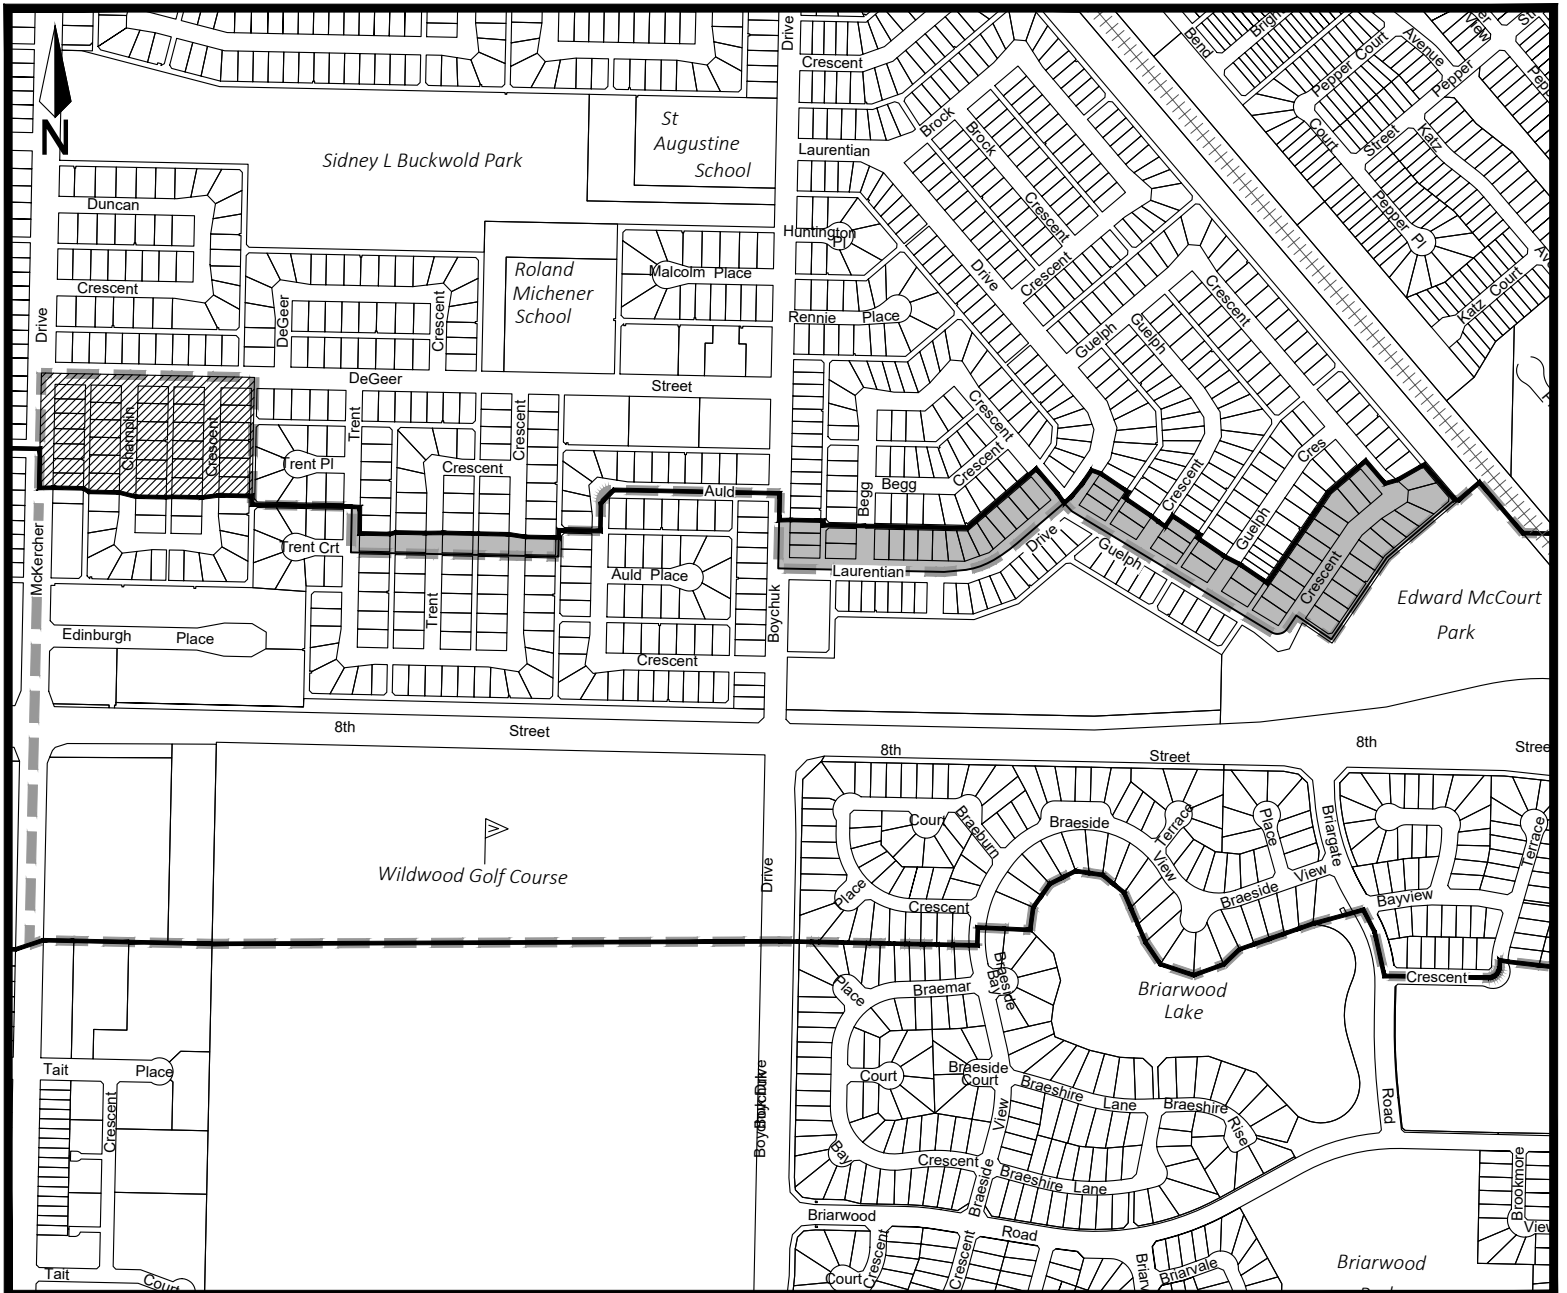 Drive
Crescent
Bend
Pepper Court
Avenue
View
Pepper
N
St
Augustine
School
Sidney L Buckwold Park
Laurentian
Brock
Brock
Court
Street
Katz
Duncan
Crescent
Huntington
Pl
Pepper Pl
Crescent
DeGeer
Crescent
Roland
Michener
School
Malcolm Place
Drive
Crescent
Crescent
Katz Court
Drive
Rennie Place
Guelph
Guelph
DeGeer
Street
Champlin
Crescent
Trent
Crescent
Crescent
Trent Pl
Crescent
Crescent
Cres
Auld
Begg
Begg
Crescent
Guelph
McKercher
Trent Crt
Drive
Guelph
Auld Place
Laurentian
Crescent
Trent
Boychuk
Edward McCourt
Park
Edinburgh Place
Crescent
8th
Street
8th
Street
8th
Stree
Court
Braeburn
Braeside
Terrace
Place
Briargate
Terrace
Wildwood Golf Course
Drive
Place
View
Braeside View
Bayview
Crescent
Braeside
Bay
Crescent
Place
Braemar
Briarwood
Lake
Tait Place
Crescent
Court
Braeside
Court
Braeshire Lane
Braeshire
Rise
Road
Boychuk Drive
View
Bay
Crescent
Braeside
Braeshire Lane
Brookmore
View
Briarwood
Road
Crescent
Crescent
Court
Briarvale
Briarwood
Tait
Court